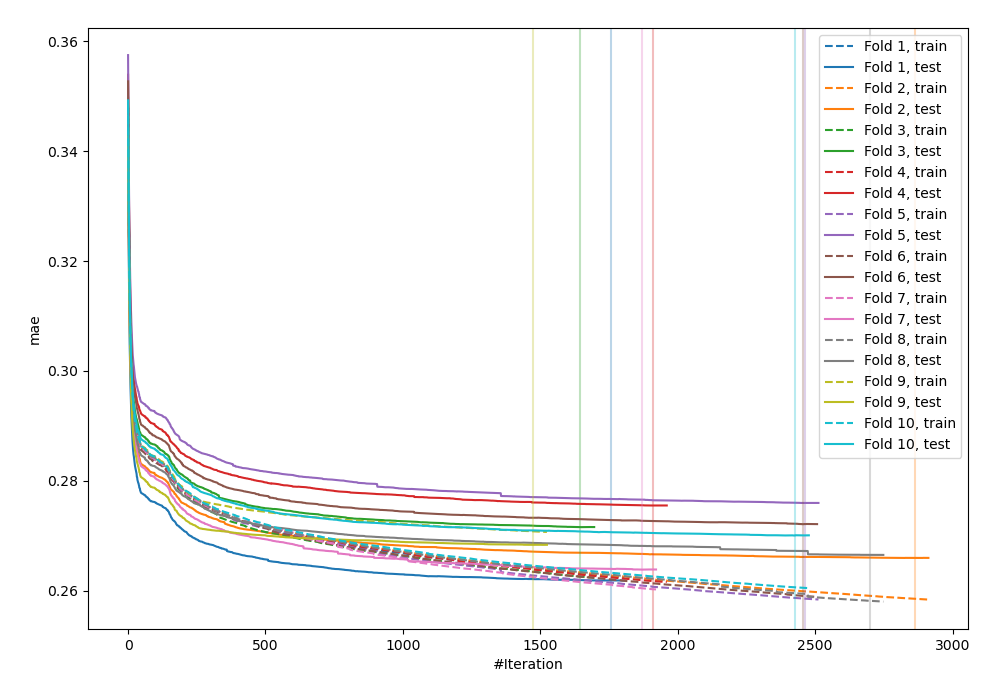 0.36
0.34
0.32
0.30
0.28
0.26
mae
0
500
1000
1500
2000
2500
3000
#Iteration
Fold 1, train
Fold 1, test
Fold 2, train
Fold 2, test
Fold 3, train
Fold 3, test
Fold 4, train
Fold 4, test
Fold 5, train
Fold 5, test
Fold 6, train
Fold 6, test
Fold 7, train
Fold 7, test
Fold 8, train
Fold 8, test
Fold 9, train
Fold 9, test
Fold 10, train
Fold 10, test